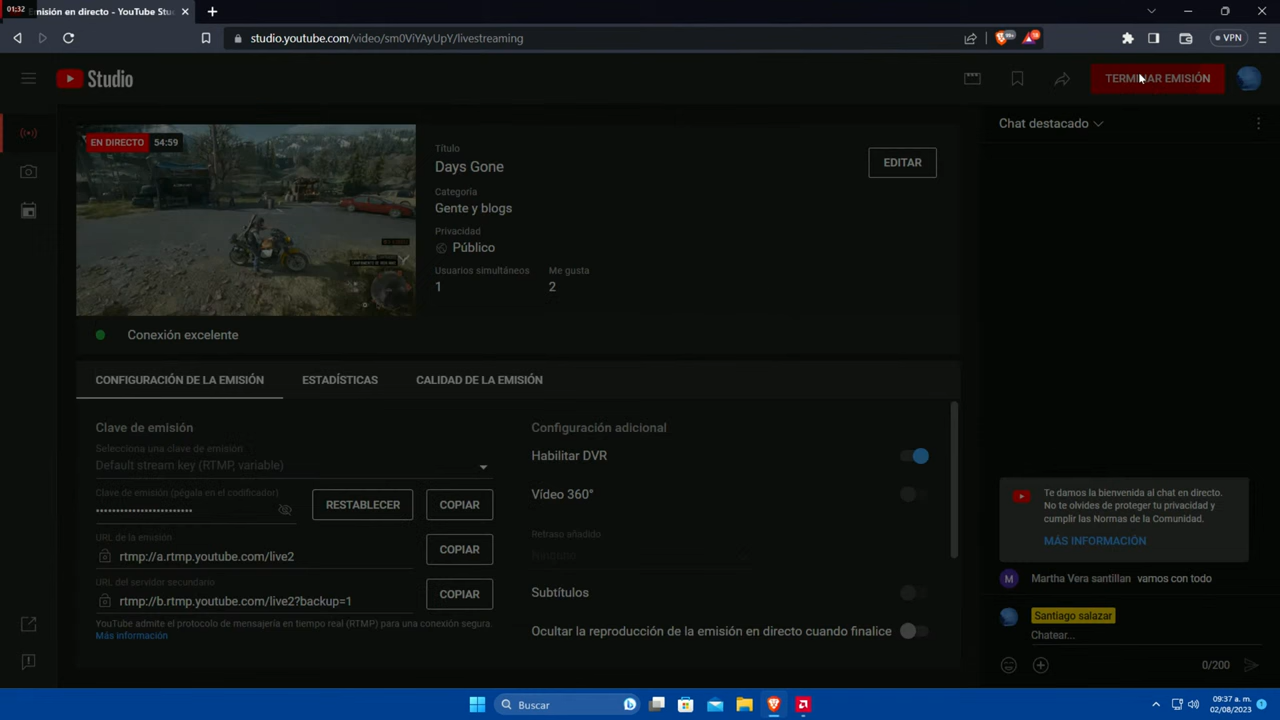 01:32
Emisión en directo - YouTube Stu
studio.youtube.com/video/sm0ViYAyUpY/livestreaming
99+
VPN
Studio
TERMINAR EMISIÓN
EN DIRECTO 54:59
Título
Days Gone
EDITAR
Categoría
Gente y blogs
Privacidad
Público
Usuarios simultáneos
Me gusta
1
2
Conexión excelente
CONFIGURACIÓN DE LA EMISIÓN
ESTADÍSTICAS
CALIDAD DE LA EMISIÓN
Clave de emisión
Selecciona una clave de emisión.
Default stream key (RTMP, variable)
Clave de emisión (pégala en el codificador)
••••••••••••••••••••••••
RESTABLECER
COPIAR
URL de la emisión
rtmp://a.rtmp.youtube.com/live2
COPIAR
URL del servidor secundario
rtmp://b.rtmp.youtube.com/live2?backup=1
COPIAR
YouTube admite el protocolo de mensajería en tiempo real (RTMP) para una conexión segura.
Más información
Configuración adicional
Habilitar DVR
Vídeo 360°
Retraso añadido
Ninguno
Subtítulos
Ocultar la reproducción de la emisión en directo cuando finalice
Chat destacado
Te damos la bienvenida al chat en directo.
No te olvides de proteger tu privacidad y
cumplir las Normas de la Comunidad.
MÁS INFORMACIÓN
M
Martha Vera santillan vamos con todo
Santiago salazar
Chatear...
0/200
Buscar
09:37 a. m.
02/08/2023